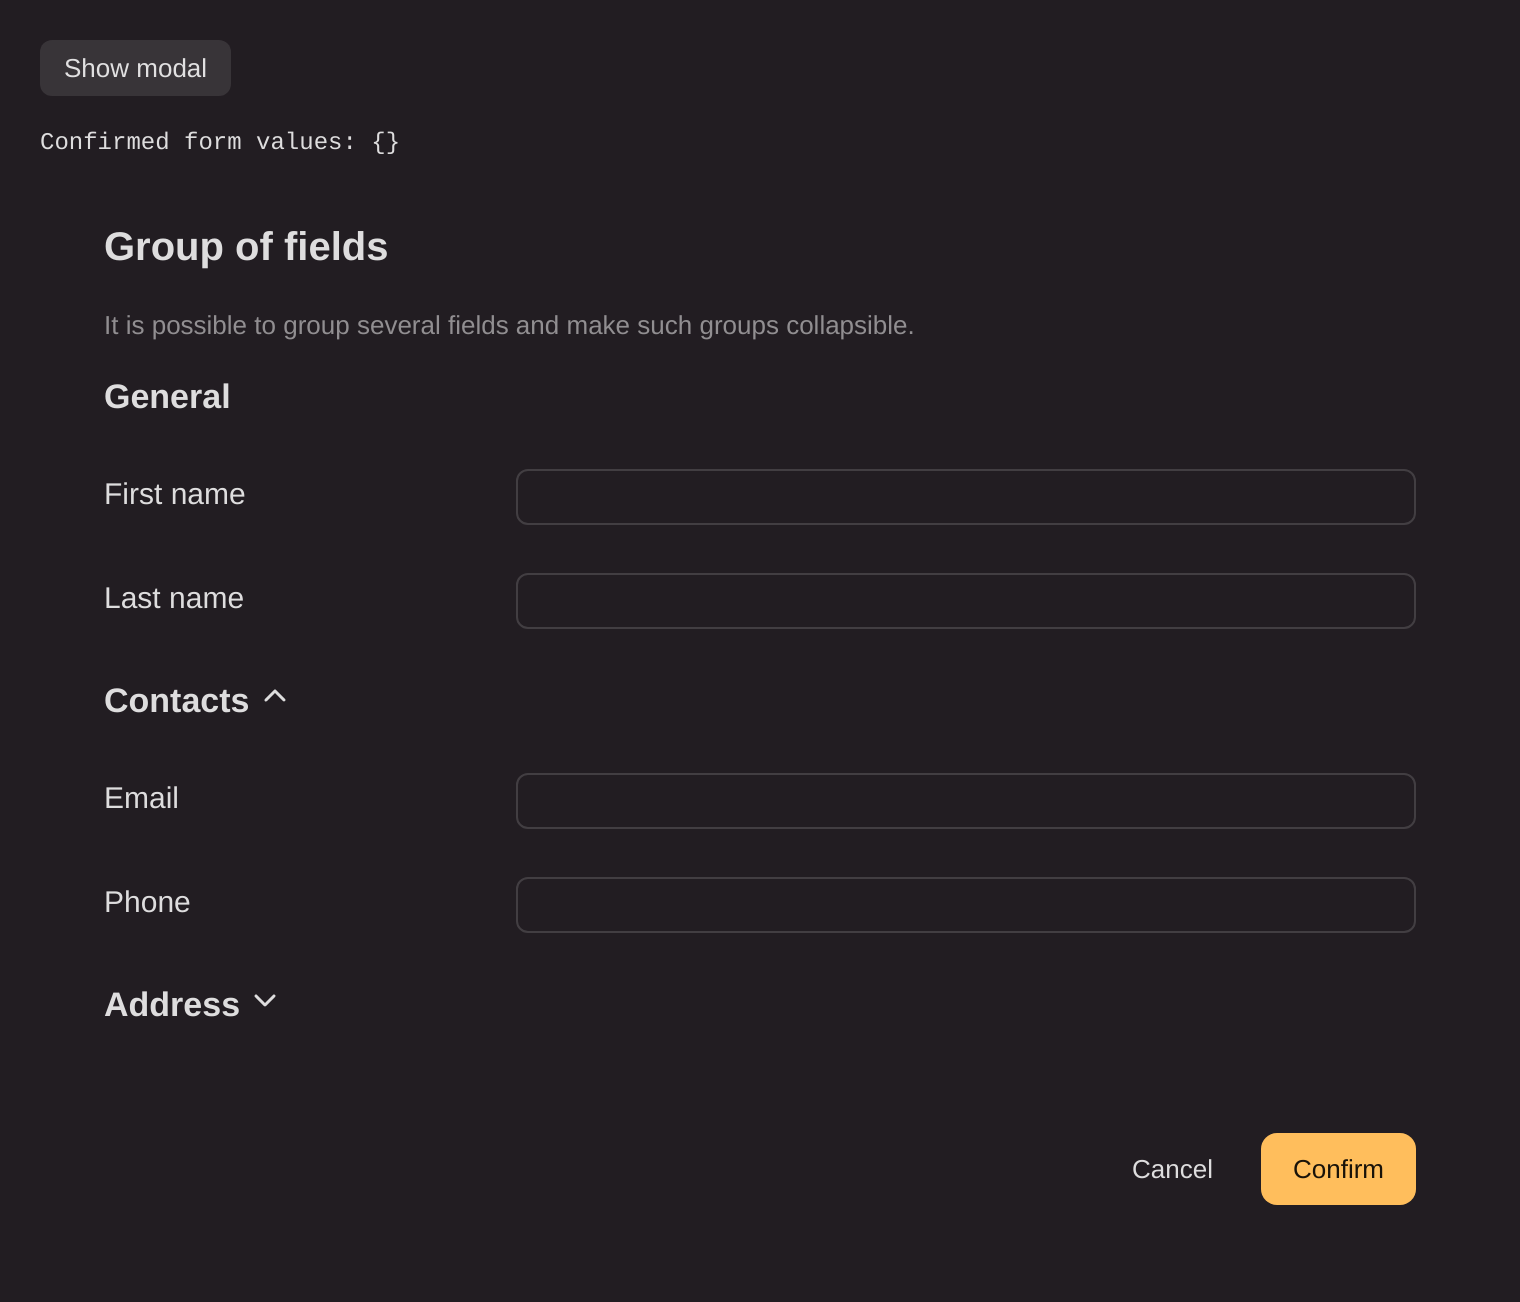 Show modal
Confirmed form values: {}
Group of fields
It is possible to group several fields and make such groups collapsible.
General
First name
Last name
Contacts
Email
Phone
Address
Cancel
Confirm